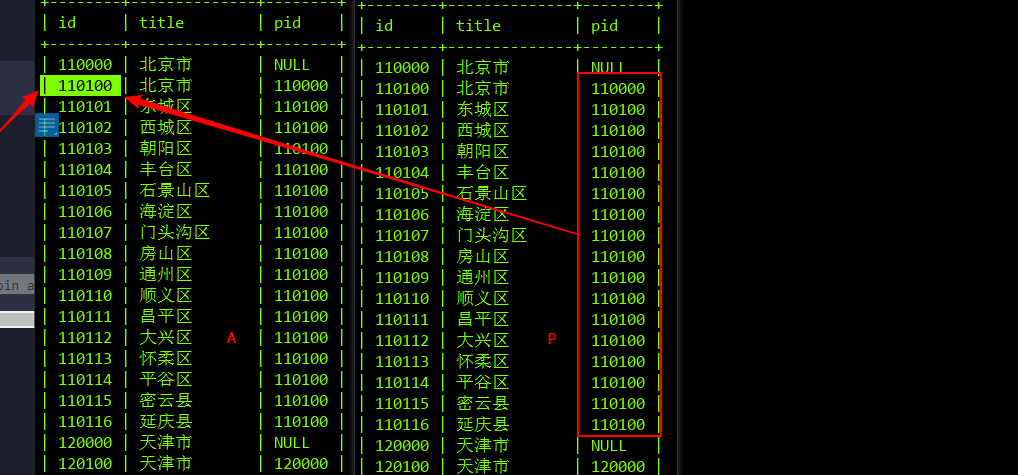 id title pid
110000 北京市 NULL
110100 北京市 110000
110101 东城区 110100
110102 西城区 110100
110103 朝阳区 110100
110104 丰台区 110100
110105 石景山区 110100
110106 海淀区 110100
110107 门头沟区 110100
110108 房山区 110100
110109 通州区 110100
110110 顺义区 110100
110111 昌平区 110100
110112 大兴区 110100
A
110113 怀柔区 110100
110114 平谷区 110100
110115 密云县 110100
110116 延庆县 110100
120000 天津市 NULL
120100 天津市 120000
id title pid
110000 北京市 NULL
110100 北京市 110000
110101 东城区 110100
110102 西城区 110100
110103 朝阳区 110100
110104 丰台区 110100
110105 石景山区 110100
110106 海淀区 110100
110107 门头沟区 110100
110108 房山区 110100
110109 通州区 110100
110110 顺义区 110100
110111 昌平区 110100
110112 大兴区 110100
P
110113 怀柔区 110100
110114 平谷区 110100
110115 密云县 110100
110116 延庆县 110100
120000 天津市 NULL
120100 天津市 120000